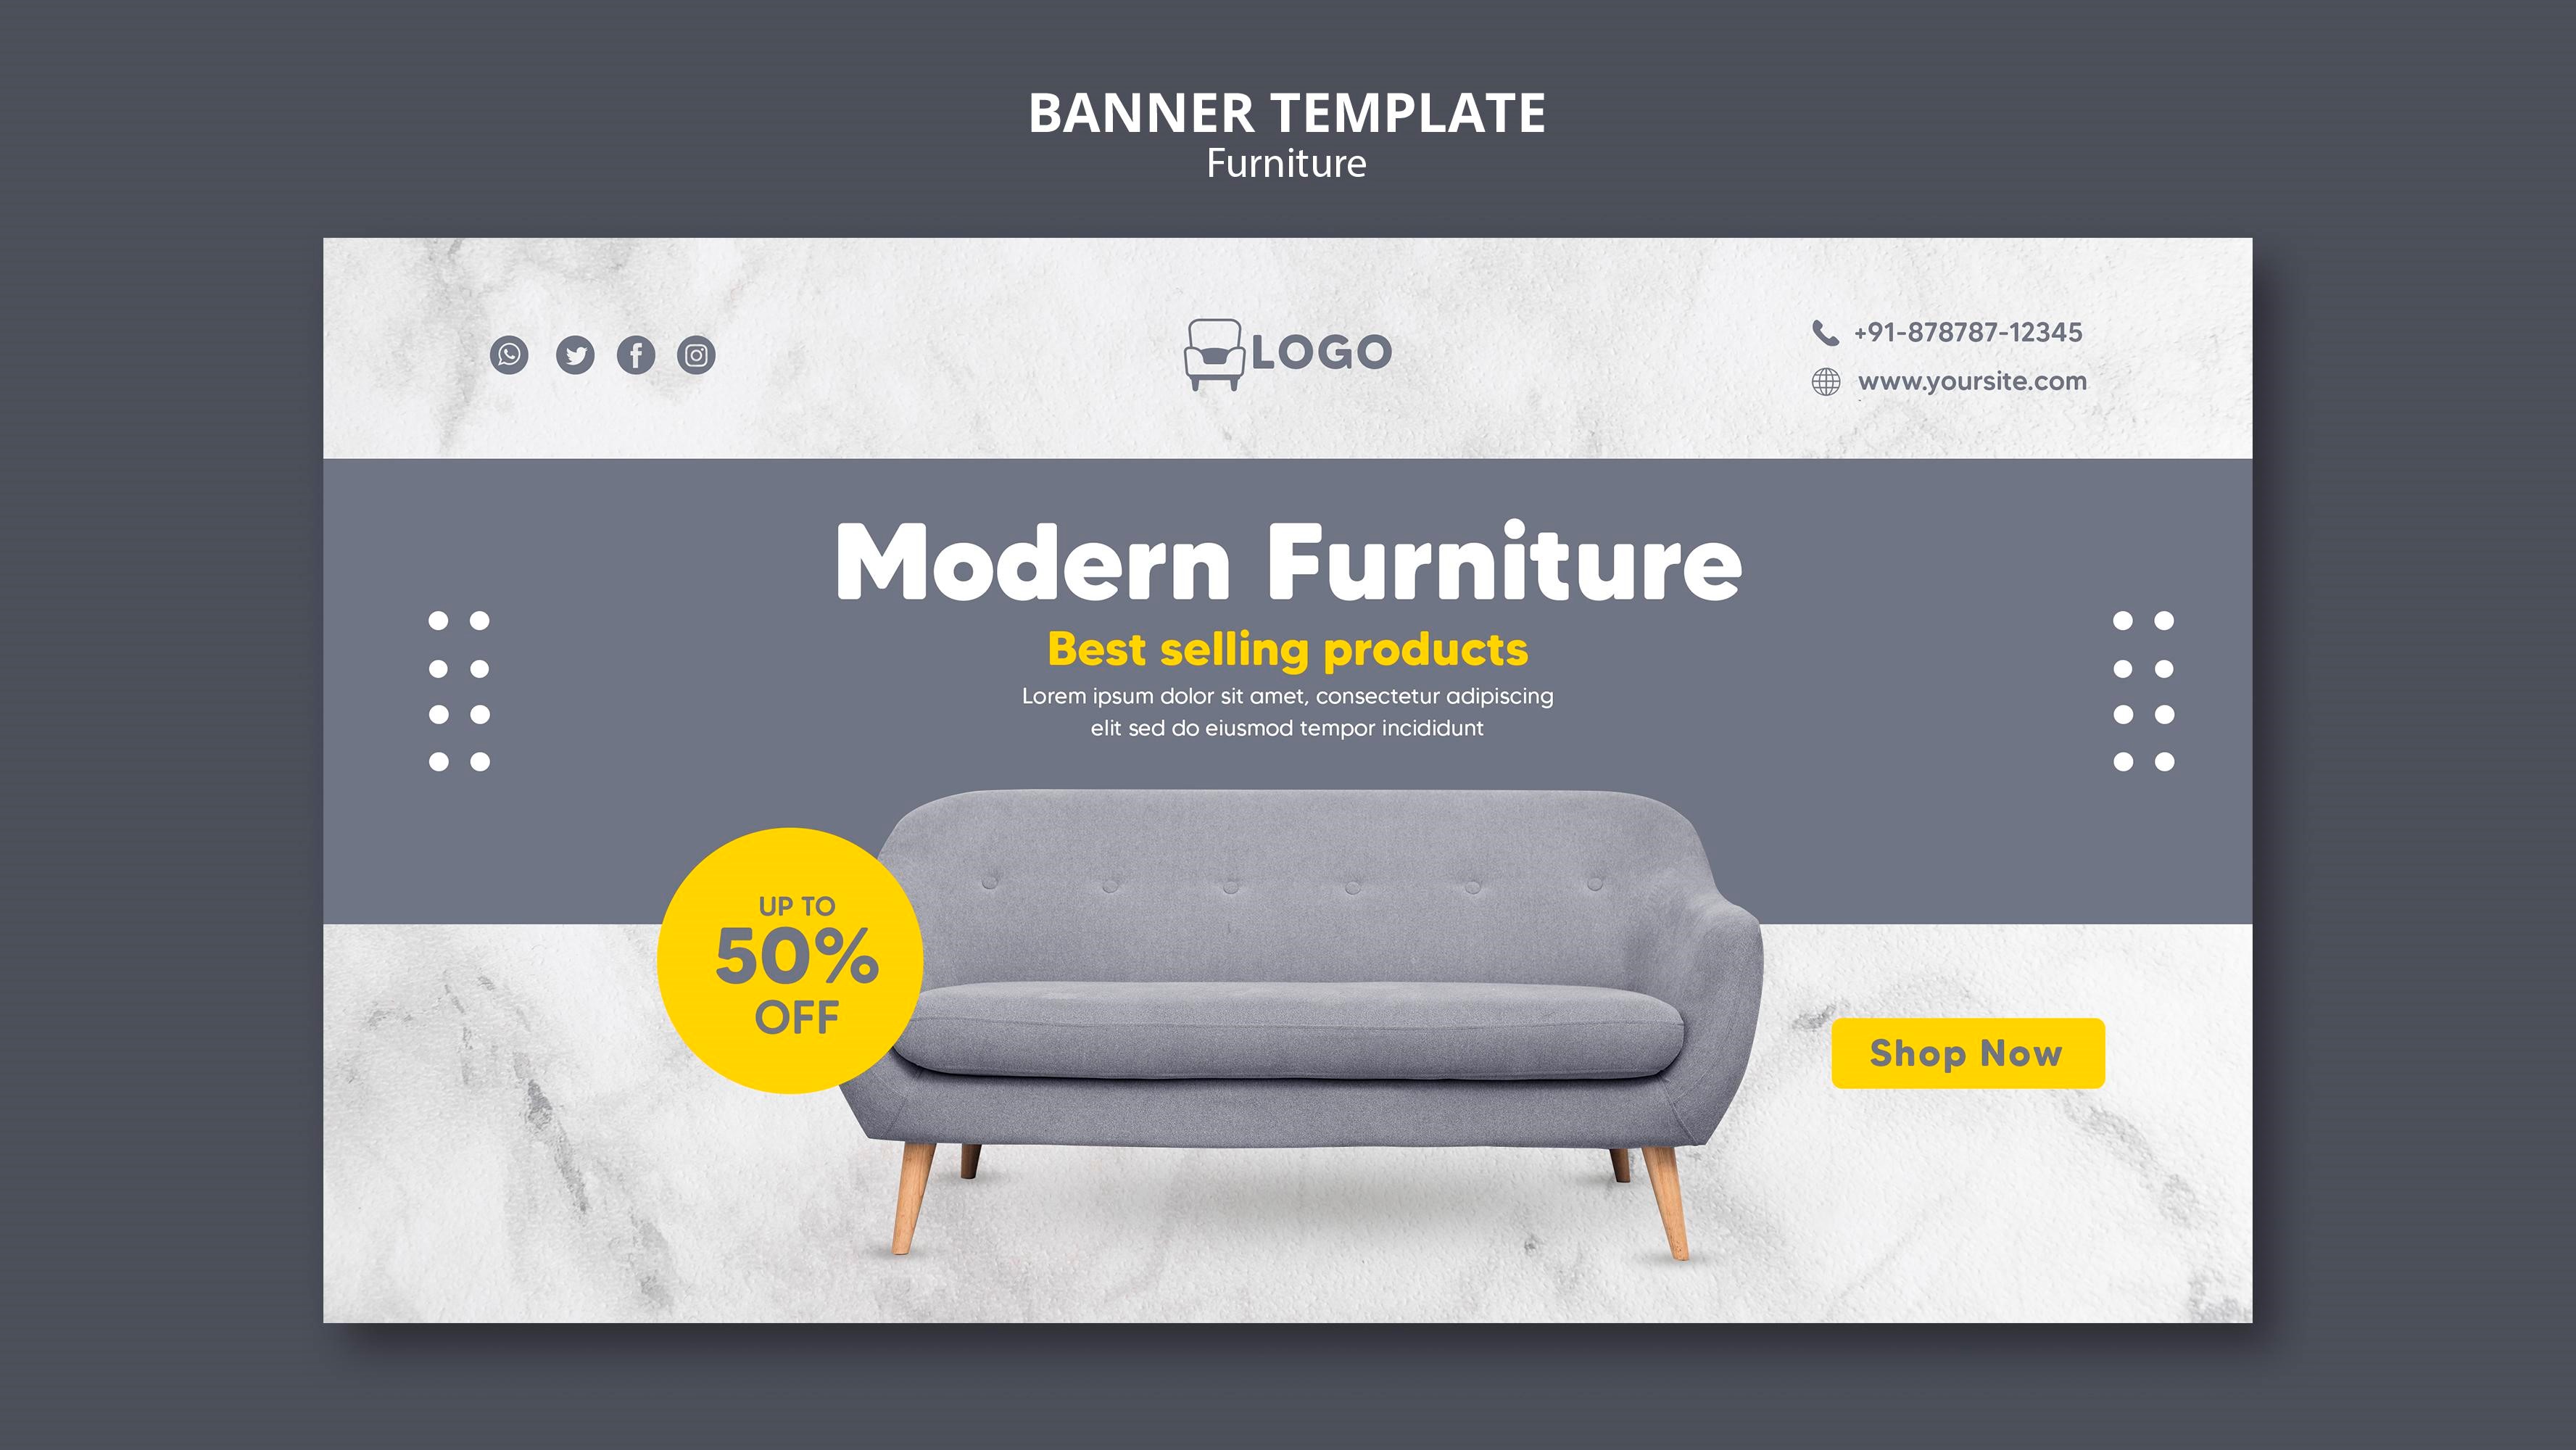 BANNER TEMPLATE
Furniture
LOGO
+91-878787-12345
www.yoursite.com
Modern Furniture
Best selling products
Lorem ipsum dolor sit amet, consectetur adipiscing
elit sed do eiusmod tempor incididunt
UP TO
50%
OFF
Shop Now